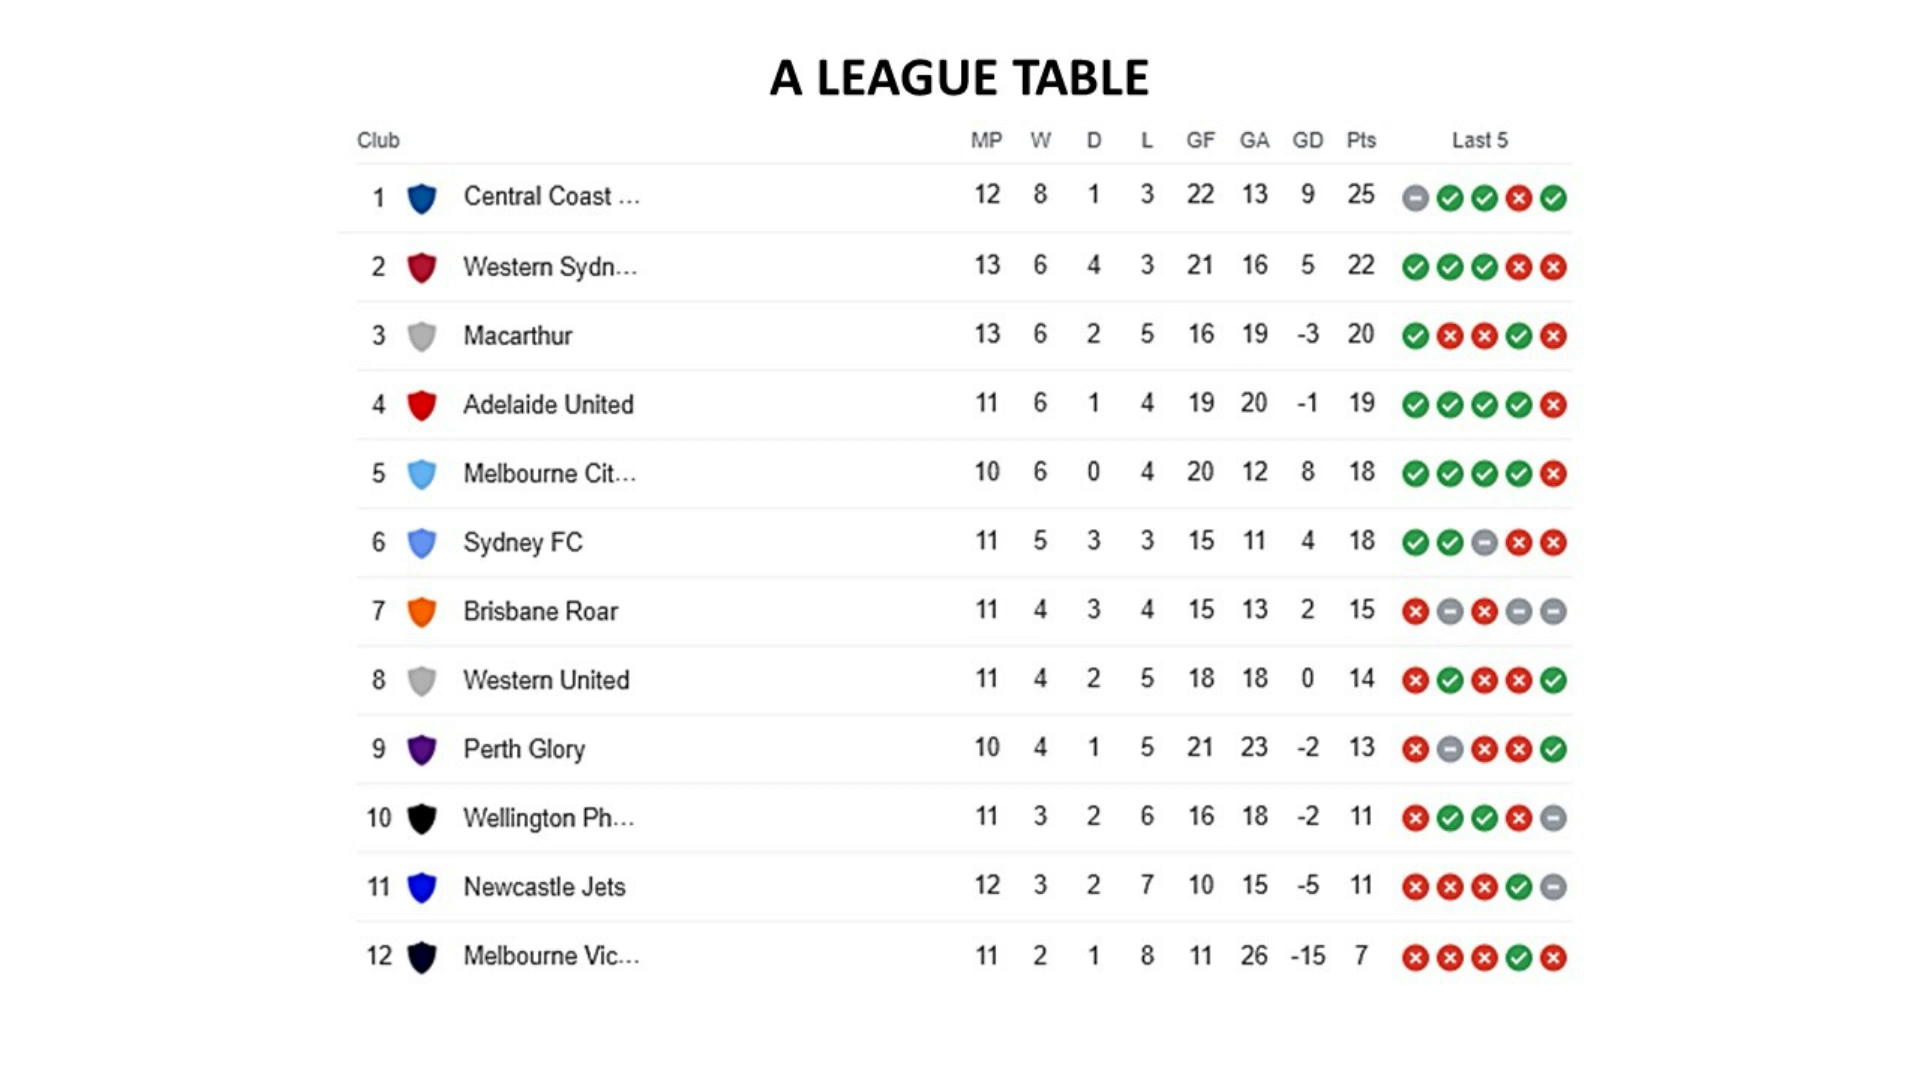 A LEAGUE TABLE
Club MP W D L GF GA GD Pts Last 5
1 Central Coast ... 12 8 1 3 22 13 9 25
2 Western Sydn... 13 6 4 3 21 16 5 22
3 Macarthur 13 6 2 5 16 19 -3 20
4 Adelaide United 11 6 1 4 19 20 -1 19
5 Melbourne Cit... 10 6 0 4 20 12 8 18
6 Sydney FC 11 5 3 3 15 11 4 18
7 Brisbane Roar 11 4 3 4 15 13 2 15
8 Western United 11 4 2 5 18 18 0 14
9 Perth Glory 10 4 1 5 21 23 -2 13
10 Wellington Ph... 11 3 2 6 16 18 -2 11
11 Newcastle Jets 12 3 2 7 10 15 -5 11
12 Melbourne Vic... 11 2 1 8 11 26 -15 7